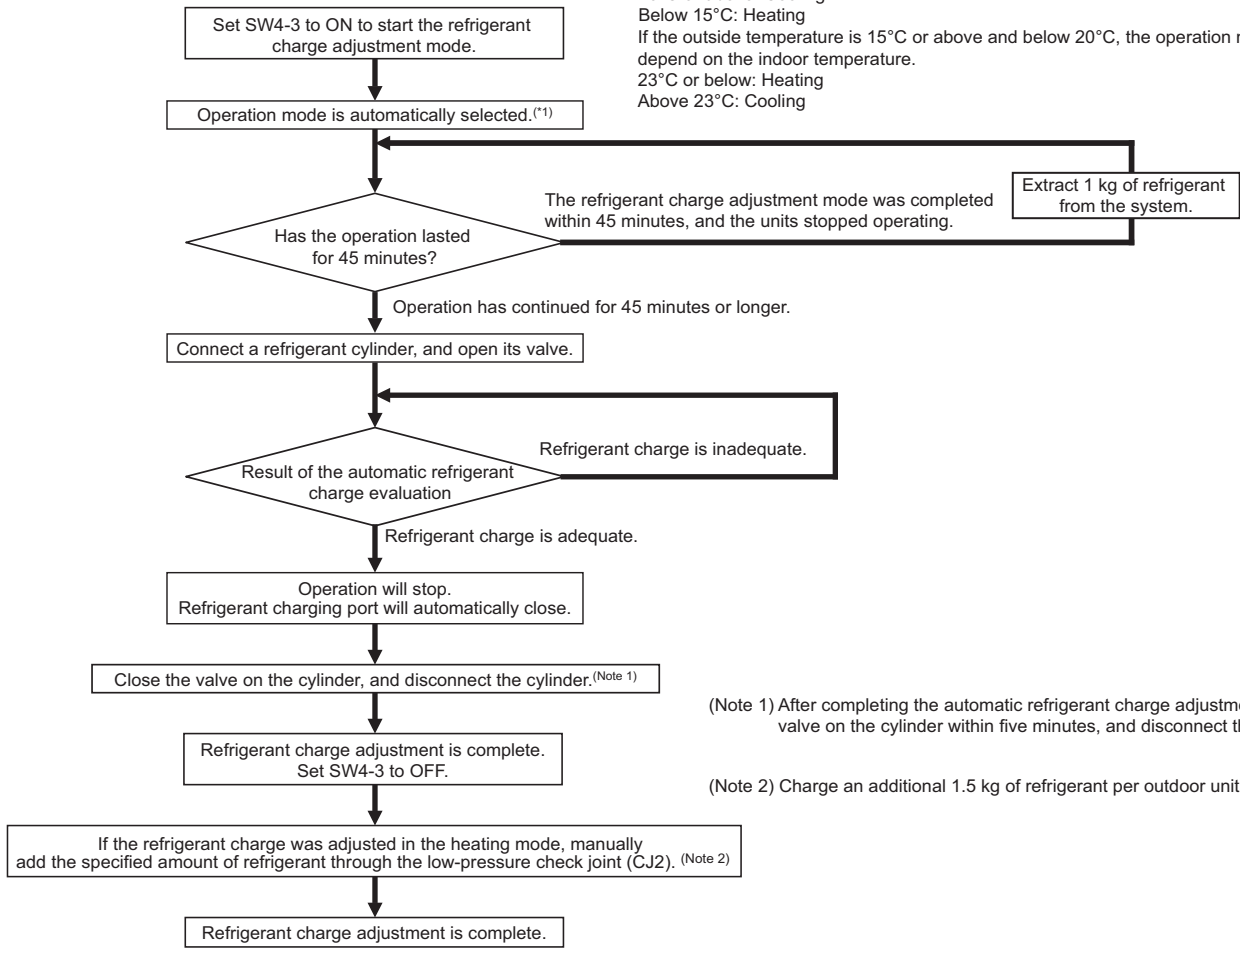 Set SW4-3 to ON to start the refrigerant
charge adjustment mode.
Below 15°C: Heating
If the outside temperature is 15°C or above and below 20°C, the operation
depend on the indoor temperature.
23°C or below: Heating
Above 23°C: Cooling
Operation mode is automatically selected.(*1)
Extract 1 kg of refrigerant
from the system.
The refrigerant charge adjustment mode was completed
within 45 minutes, and the units stopped operating.
Has the operation lasted
for 45 minutes?
Operation has continued for 45 minutes or longer.
Connect a refrigerant cylinder, and open its valve.
Refrigerant charge is inadequate.
Result of the automatic refrigerant
charge evaluation
Refrigerant charge is adequate.
Operation will stop.
Refrigerant charging port will automatically close.
Close the valve on the cylinder, and disconnect the cylinder.(Note 1)
(Note 1) After completing the automatic refrigerant charge
valve on the cylinder within five minutes, and disconnect
Refrigerant charge adjustment is complete.
Set SW4-3 to OFF.
(Note 2) Charge an additional 1.5 kg of refrigerant per outdoor unit
If the refrigerant charge was adjusted in the heating mode, manually
add the specified amount of refrigerant through the low-pressure check joint (CJ2). (Note 2)
Refrigerant charge adjustment is complete.